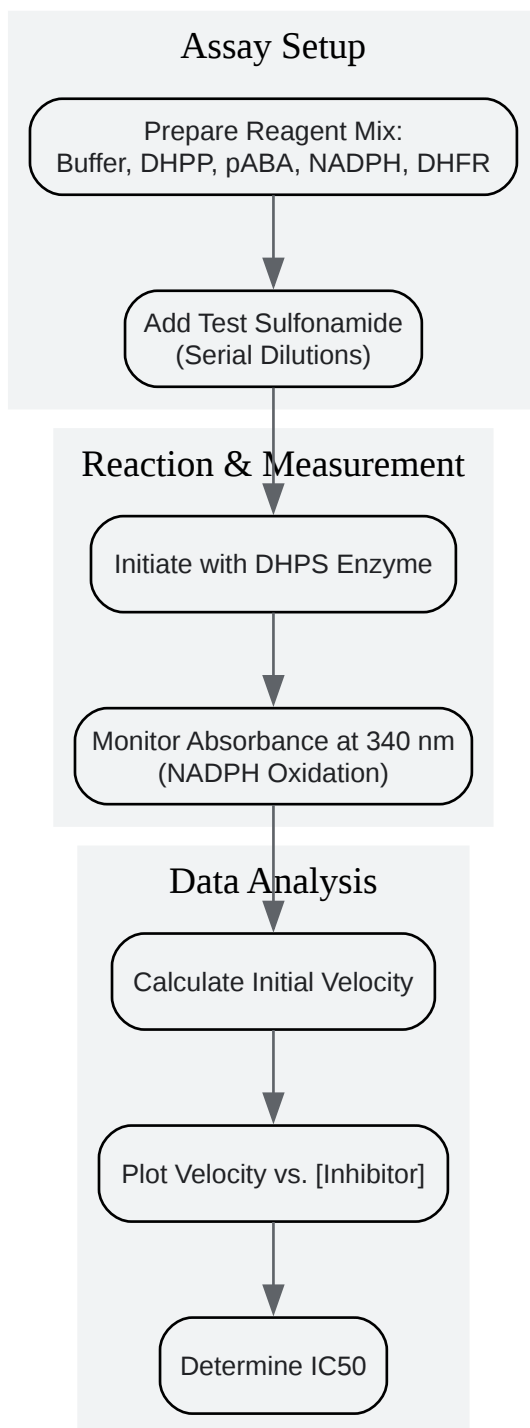 Assay Setup
Prepare Reagent Mix:
Buffer, DHPP, pABA, NADPH, DHFR
Add Test Sulfonamide
(Serial Dilutions)
Reaction & Measurement
Initiate with DHPS Enzyme
Monitor Absorbance at 340 nm
(NADPH Oxidation)
Data Analysis
Calculate Initial Velocity
Plot Velocity vs. [Inhibitor]
Determine IC50